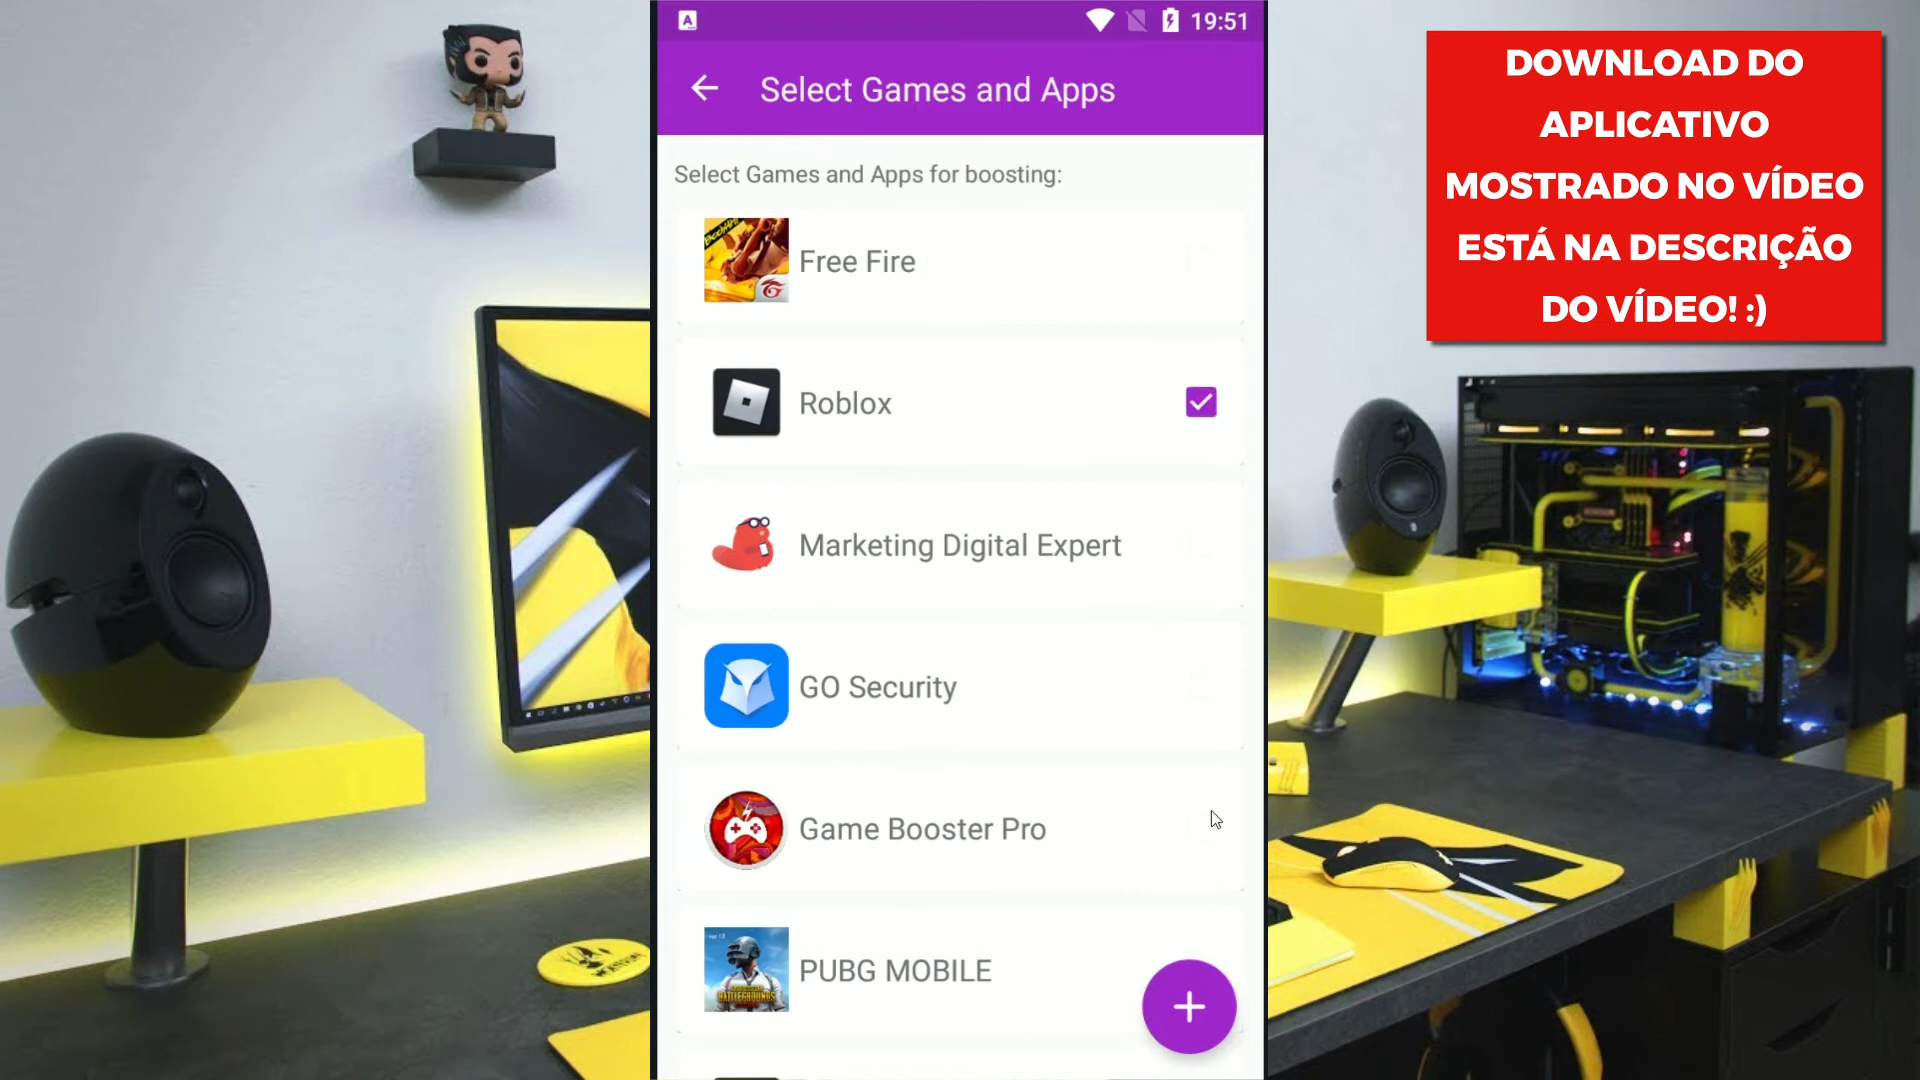 19:51
Select Games and Apps
Select Games and Apps for boosting:
Free Fire
Roblox
Marketing Digital Expert
GO Security
Game Booster Pro
PUBG MOBILE
DOWNLOAD DO
APLICATIVO
MOSTRADO NO VÍDEO
ESTÁ NA DESCRIÇÃO
DO VÍDEO! :)